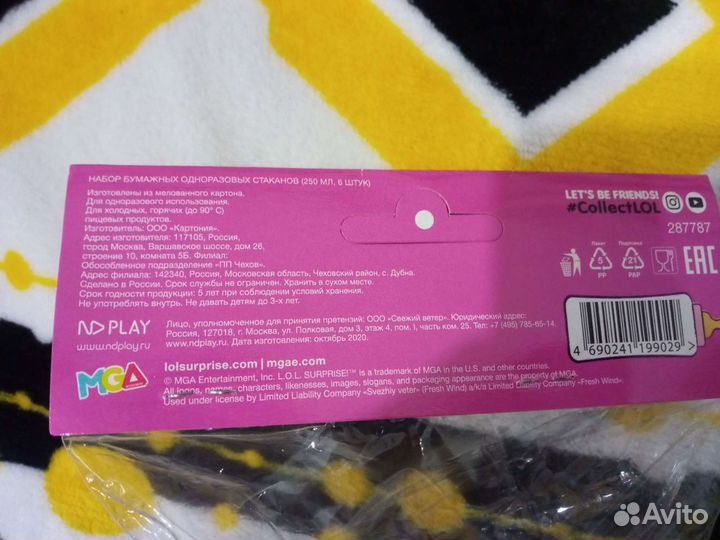 НАБОР БУМАЖНЫХ ОДНОРАЗОВЫХ СТАКАНОВ (250 МЛ, 6 ШТУК)
Изготовлены из мелованного картона.
Для одноразового использования.
Для холодных, горячих (до 90° С)
пищевых продуктов.
Изготовитель: ООО «Картония».
Адрес изготовителя: 117105, Россия,
город Москва, Варшавское шоссе, дом 26,
строение 10, комната 5Б. Филиал:
Обособленное подразделение «ПП Чехов».
Адрес филиала: 142340, Россия, Московская область, Чеховский район, с. Дубна.
Сделано в России. Срок службы не ограничен. Хранить в сухом месте.
Срок годности продукции: 5 лет при соблюдении условий хранения.
Не употреблять внутрь. Не давать детям до 3-х лет.
LET'S BE FRIENDS!
#CollectLOL
287787
Пакет
5
PP
Подложка
21
PAP
EAC
ND PLAY
www.ndplay.ru
Лицо, уполномоченное для принятия претензий: ООО «Свежий ветер». Юридический адрес:
Россия, 127018, г. Москва, ул. Полковая, дом 3, этаж 4, пом. I, часть ком. 25. Тел.: +7 (495) 785-65-14.
www.ndplay.ru. Дата изготовления: октябрь 2020.
4 690241 199029 >
MGA
lolsurprise.com | mgae.com
© MGA Entertainment, Inc. L.O.L. SURPRISE!™ is a trademark of MGA in the U.S. and other countries.
All logos, names, characters, likenesses, images, slogans, and packaging appearance are the property of MGA.
Used under license by Limited Liability Company «Svezhiy veter» (Fresh Wind) a/k/a Limited Liability Company «Fresh Wind».
Avito